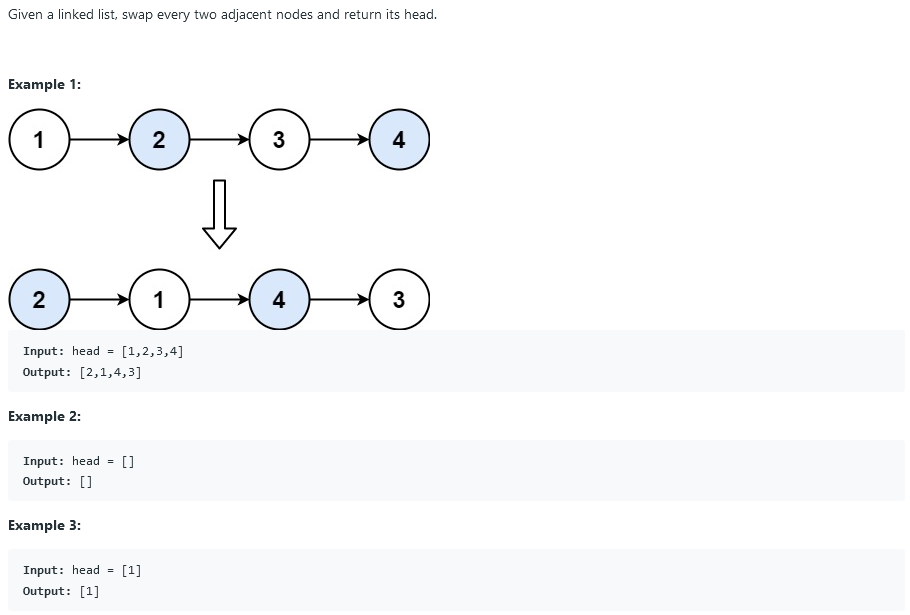 Given a linked list, swap every two adjacent nodes and return its head.
Example 1:
1 2 3 4
2 1 4 3
Input: head = [1,2,3,4]
Output: [2,1,4,3]
Example 2:
Input: head = []
Output: []
Example 3:
Input: head = [1]
Output: [1]